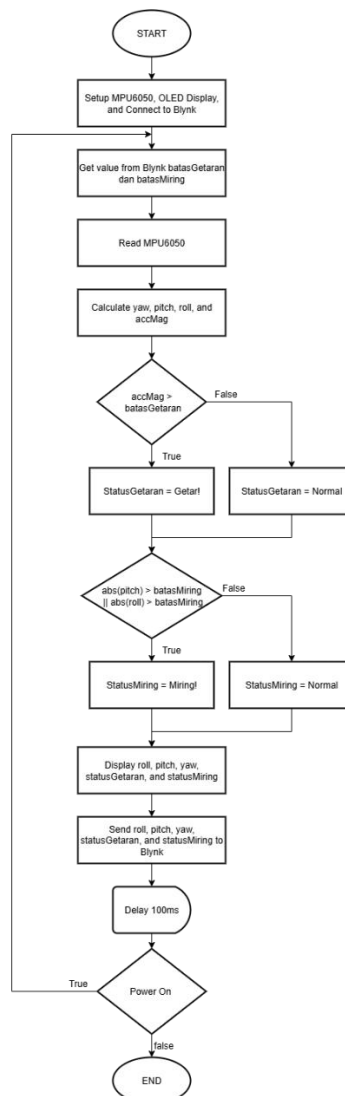 START
Setup MPU6050, OLED Display,
and Connect to Blynk
Get value from Blynk batasGetaran
dan batasMiring
Read MPU6050
Calculate yaw, pitch, roll, and
accMag
accMag >
batasGetaran
False
True
StatusGetaran = Getar!
StatusGetaran = Normal
abs(pitch) > batasMiring
|| abs(roll) > batasMiring
False
True
StatusMiring = Miring!
StatusMiring = Normal
Display roll, pitch, yaw,
statusGetaran, and statusMiring
Send roll, pitch, yaw,
statusGetaran, and statusMiring to
Blynk
Delay 100ms
True
Power On
false
END